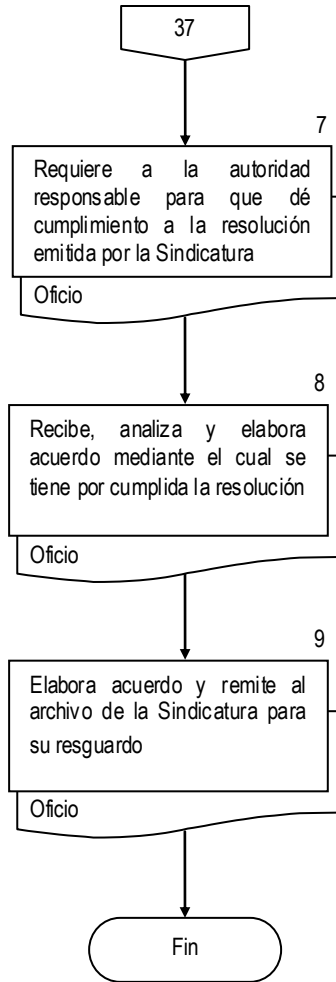 37
7
Requiere a la autoridad
responsable para que dé
cumplimiento a la resolución
emitida por la Sindicatura
Oficio
8
Recibe, analiza y elabora
acuerdo mediante el cual se
tiene por cumplida la resolución
Oficio
9
Elabora acuerdo y remite al
archivo de la Sindicatura para
su resguardo
Oficio
Fin